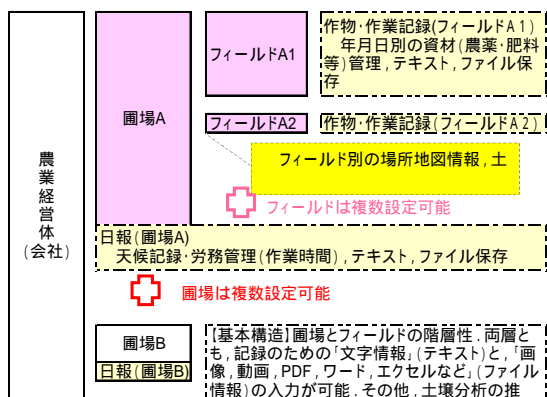 農
業
経
営
体
(会社)
圃場A
フィールドA1
作物・作業記録(フィールドA1)
年月日別の資材(農薬・肥料
等)管理,テキスト,ファイル保
存
フィールドA2
作物・作業記録(フィールドA2)
フィールド別の場所地図情報,土
フィールドは複数設定可能
日報(圃場A)
天候記録・労務管理(作業時間),テキスト,ファイル保存
圃場は複数設定可能
圃場B
日報(圃場B)
【基本構造】圃場とフィールドの階層性.両層と
も,記録のための「文字情報」(テキスト)と,「画
像,動画,PDF,ワード,エクセルなど」(ファイル
情報)の入力が可能.その他,土壌分析の推